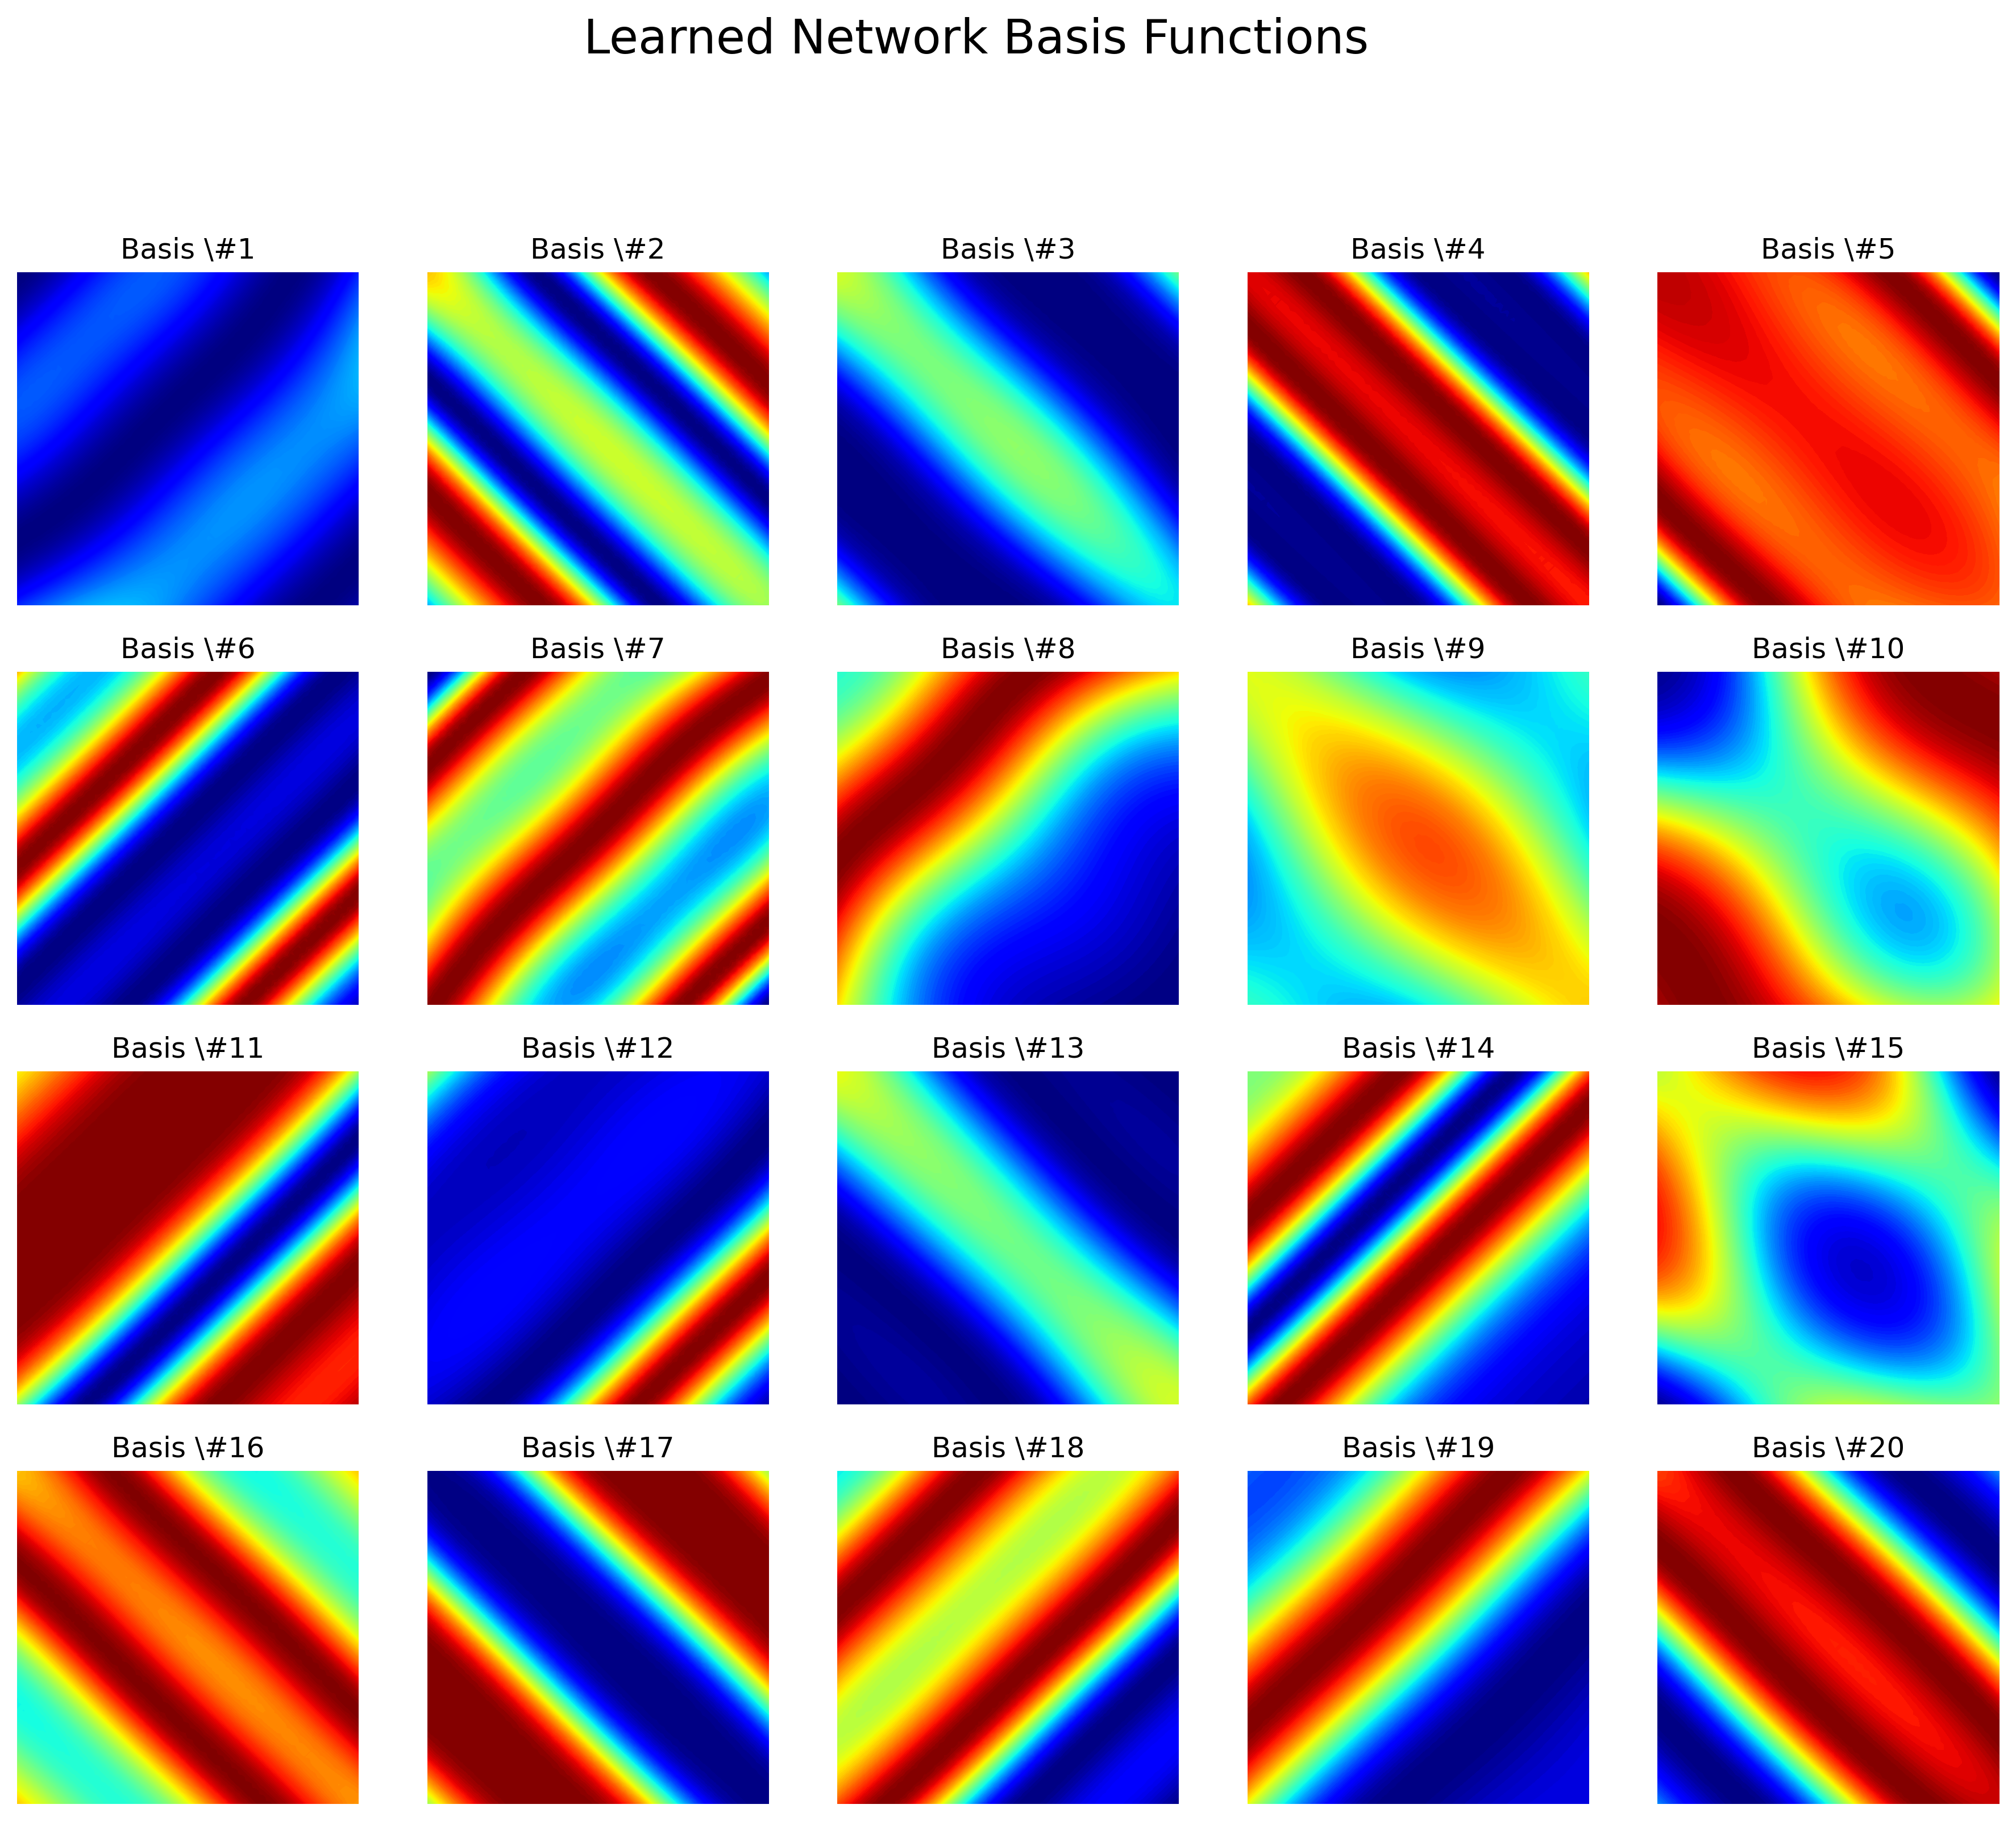 Learned Network Basis Functions
Basis \#1
Basis \#2
Basis \#3
Basis \#4
Basis \#5
Basis \#6
Basis \#7
Basis \#8
Basis \#9
Basis \#10
Basis \#11
Basis \#12
Basis \#13
Basis \#14
Basis \#15
Basis \#16
Basis \#17
Basis \#18
Basis \#19
Basis \#20